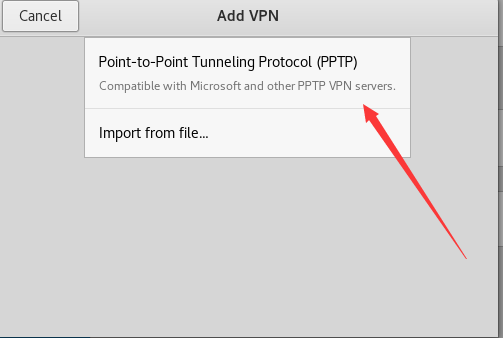 Cancel
Add VPN
Point-to-Point Tunneling Protocol (PPTP)
Compatible with Microsoft and other PPTP VPN servers.
Import from file...